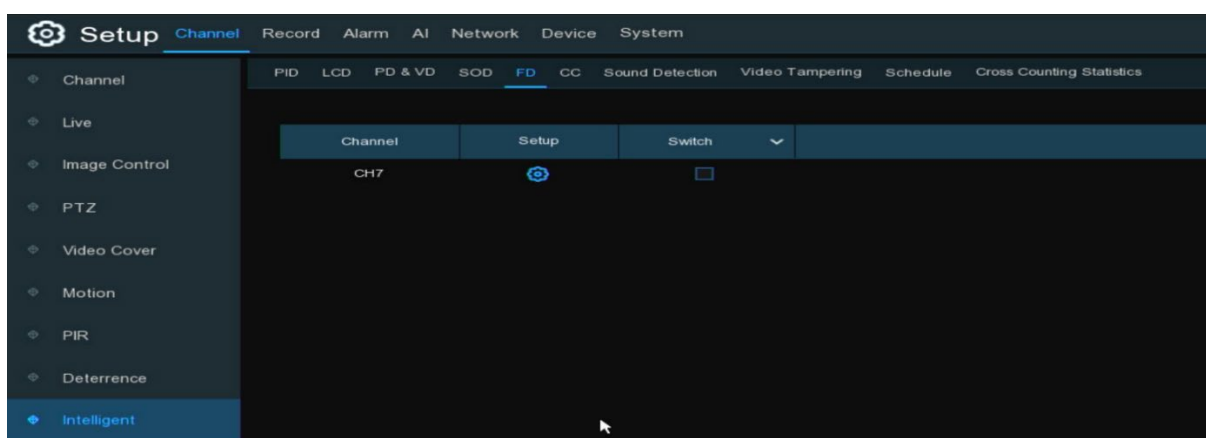 Setup Channel Record Alarm AI Network Device System
PID LCD PD & VD SOD FD CC Sound Detection Video Tampering Schedule Cross Counting Statistics
Channel
Live
Image Control
PTZ
Video Cover
Motion
PIR
Deterrence
Intelligent
Channel Setup Switch
CH7